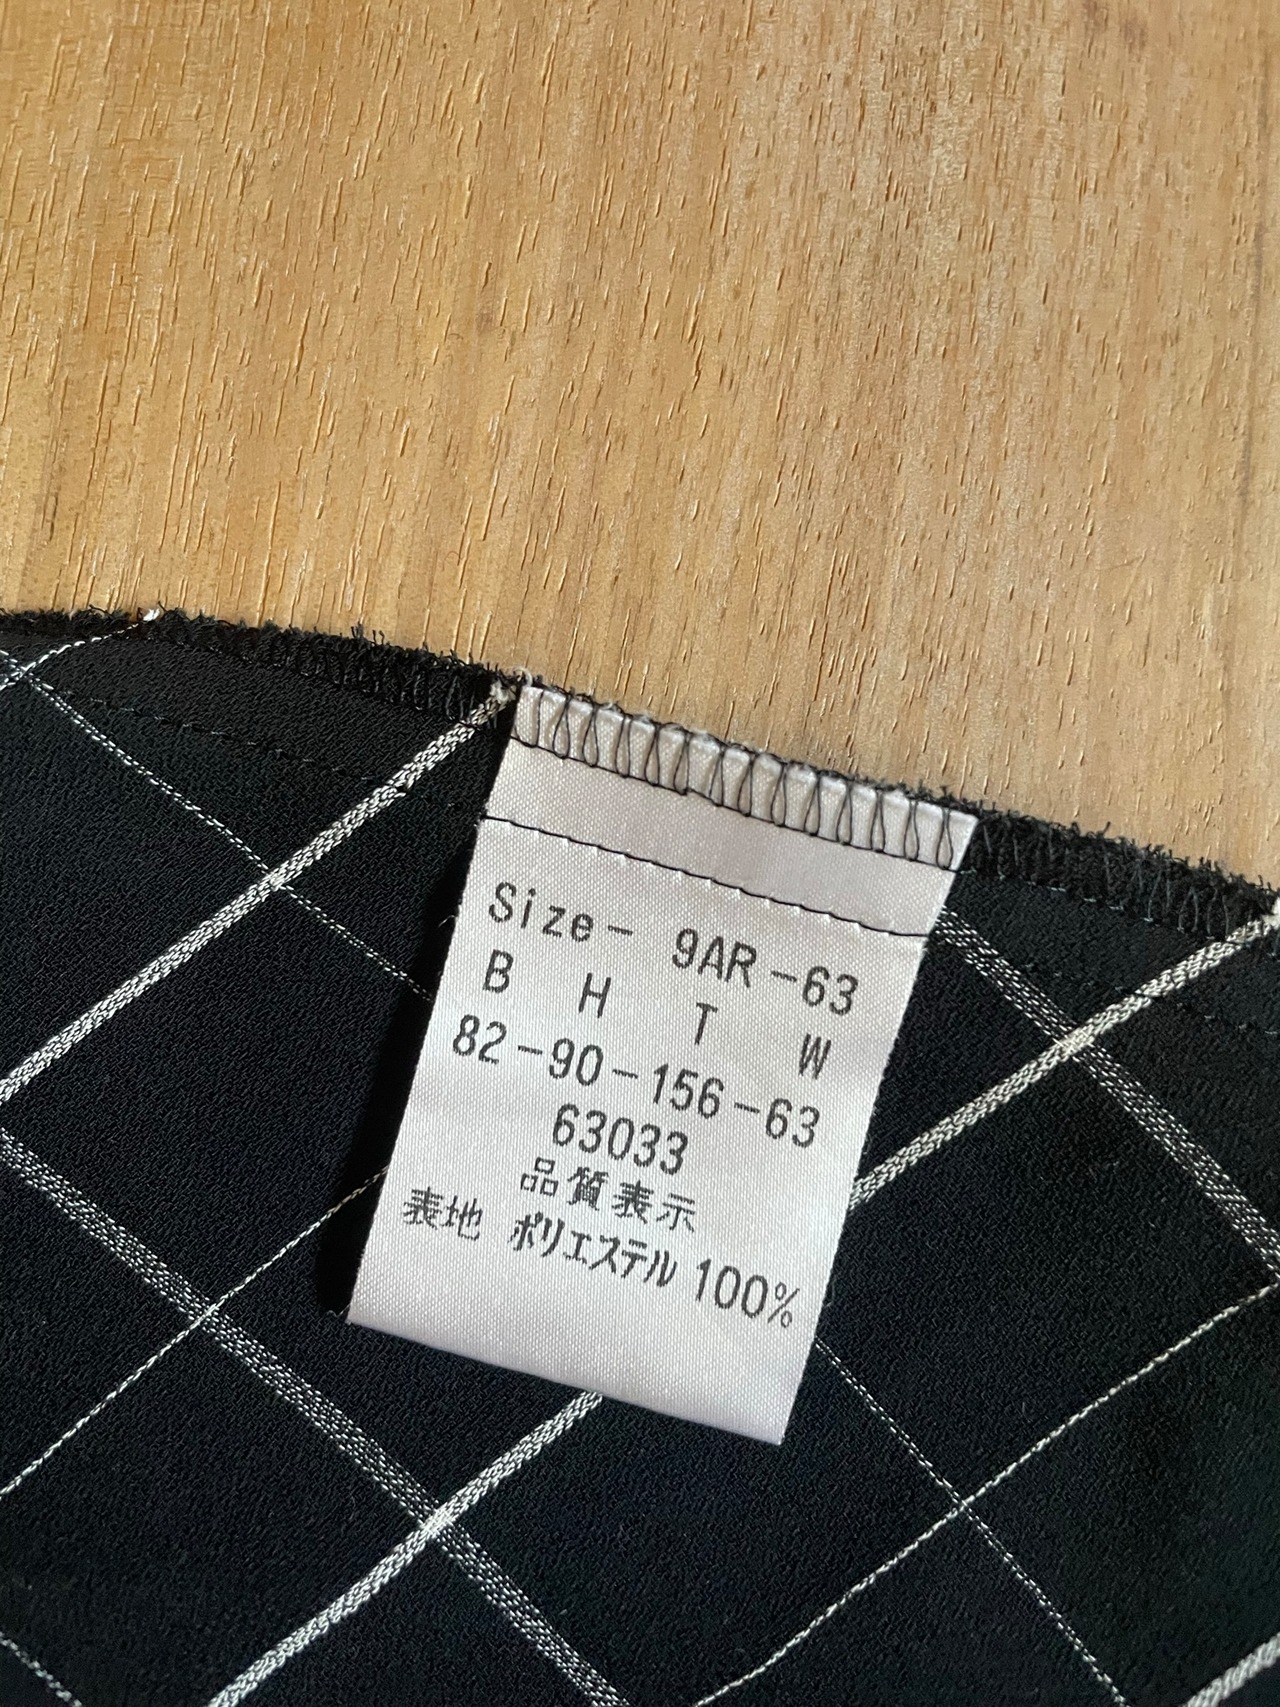 Size- 9AR-63
B H T W
82-90-156-63
63033
品質表示
表地 ポリエステル 100%